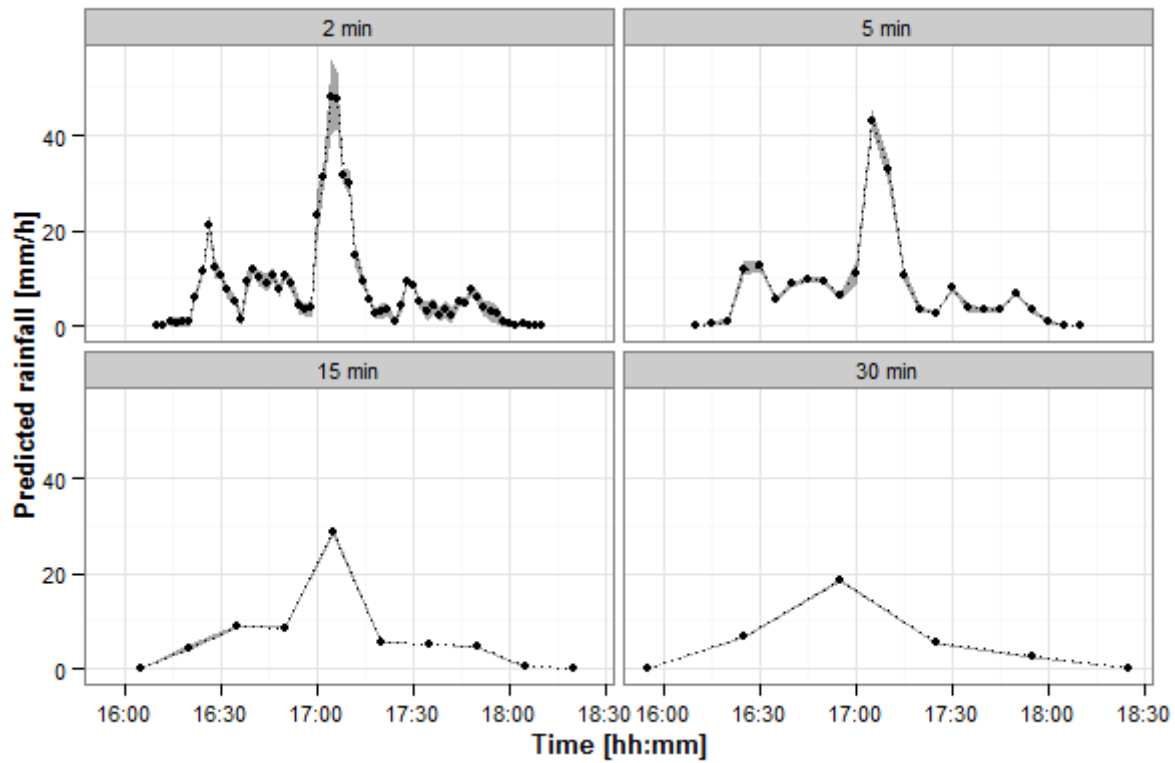 2 min
5 min
40
20
0
15 min
30 min
40
20
0
Predicted rainfall [mm/h]
16:00 16:30 17:00 17:30 18:00 18:30 16:00 16:30 17:00 17:30 18:00 18:30
Time [hh:mm]